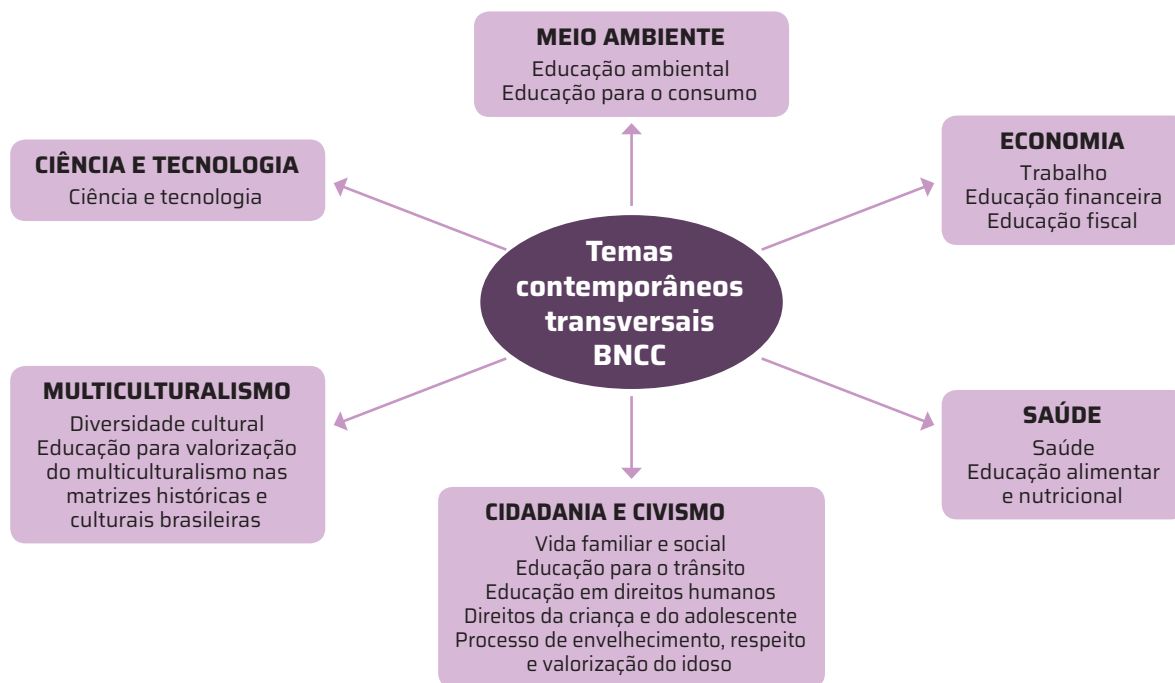 MEIO AMBIENTE
Educação ambiental
Educação para o consumo
CIÊNCIA E TECNOLOGIA
Ciência e tecnologia
ECONOMIA
Trabalho
Educação financeira
Educação fiscal
Temas
contemporâneos
transversais
BNCC
MULTICULTURALISMO
Diversidade cultural
Educação para valorização
do multiculturalismo nas
matrizes históricas e
culturais brasileiras
SAÚDE
Saúde
Educação alimentar
e nutricional
CIDADANIA E CIVISMO
Vida familiar e social
Educação para o trânsito
Educação em direitos humanos
Direitos da criança e do adolescente
Processo de envelhecimento, respeito
e valorização do idoso